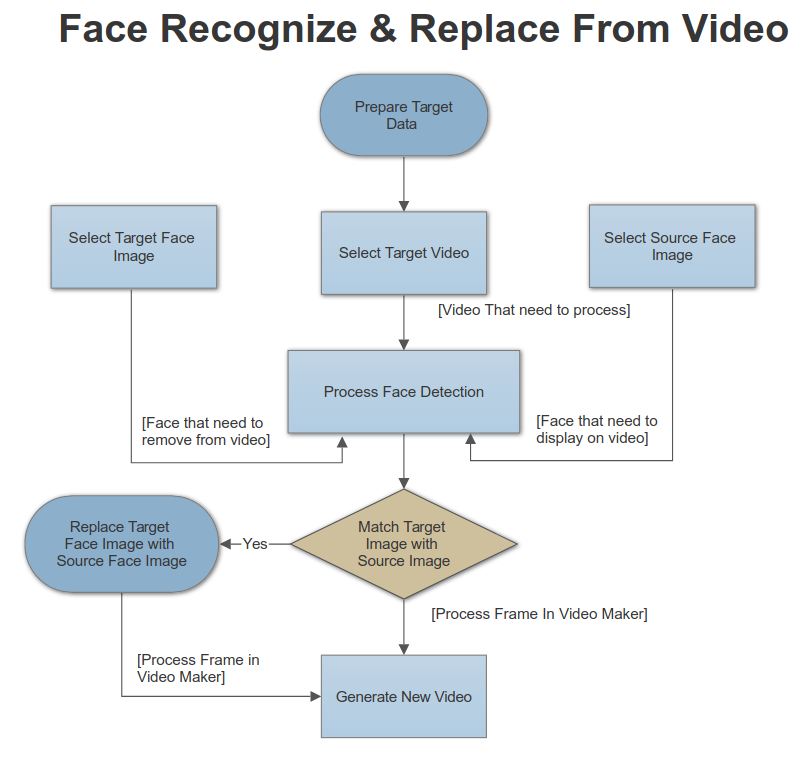 Face Recognize & Replace From Video
Prepare Target
Data
Select Target Face
Image
Select Target Video
Select Source Face
Image
[Video That need to process]
Process Face Detection
[Face that need to
remove from video]
[Face that need to
display on video]
Replace Target
Face Image with
Source Face Image
Yes
Match Target
Image with
Source Image
[Process Frame In Video Maker]
[Process Frame in
Video Maker]
Generate New Video